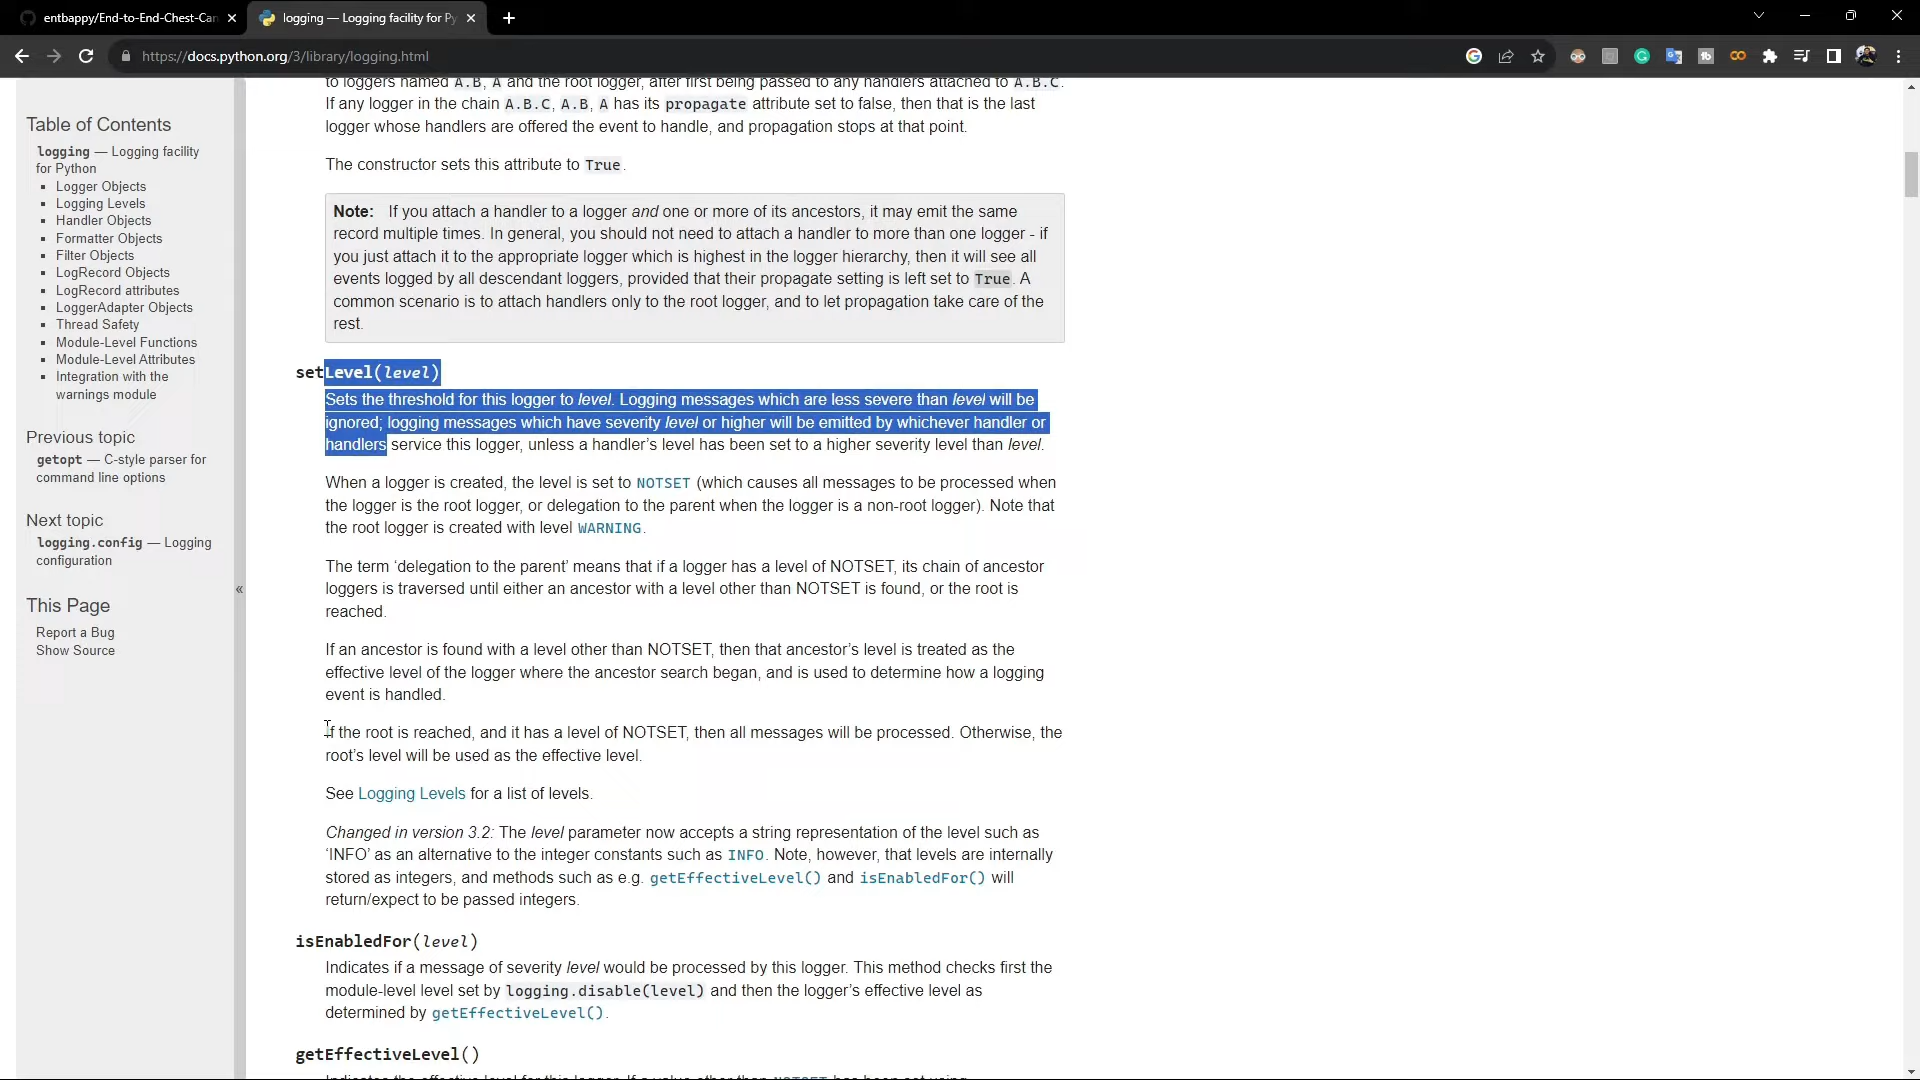 entbappy/End-to-End-Chest-Can
logging — Logging facility for Py
https://docs.python.org/3/library/logging.html
Table of Contents
logging — Logging facility
for Python
Logger Objects
Logging Levels
Handler Objects
Formatter Objects
Filter Objects
LogRecord Objects
LogRecord attributes
LoggerAdapter Objects
Thread Safety
Module-Level Functions
Module-Level Attributes
Integration with the
warnings module
Previous topic
getopt — C-style parser for
command line options
Next topic
logging.config — Logging
configuration
This Page
Report a Bug
Show Source
«
to loggers named A.B, A and the root logger, after first being passed to any handlers attached to A.B.C.
If any logger in the chain A.B.C, A.B, A has its propagate attribute set to false, then that is the last
logger whose handlers are offered the event to handle, and propagation stops at that point.
The constructor sets this attribute to True.
Note: If you attach a handler to a logger and one or more of its ancestors, it may emit the same
record multiple times. In general, you should not need to attach a handler to more than one logger - if
you just attach it to the appropriate logger which is highest in the logger hierarchy, then it will see all
events logged by all descendant loggers, provided that their propagate setting is left set to True. A
common scenario is to attach handlers only to the root logger, and to let propagation take care of the
rest.
setLevel(level)
Sets the threshold for this logger to level. Logging messages which are less severe than level will be
ignored; logging messages which have severity level or higher will be emitted by whichever handler or
handlers service this logger, unless a handler’s level has been set to a higher severity level than level.
When a logger is created, the level is set to NOTSET (which causes all messages to be processed when
the logger is the root logger, or delegation to the parent when the logger is a non-root logger). Note that
the root logger is created with level WARNING.
The term ‘delegation to the parent’ means that if a logger has a level of NOTSET, its chain of ancestor
loggers is traversed until either an ancestor with a level other than NOTSET is found, or the root is
reached.
If an ancestor is found with a level other than NOTSET, then that ancestor’s level is treated as the
effective level of the logger where the ancestor search began, and is used to determine how a logging
event is handled.
If the root is reached, and it has a level of NOTSET, then all messages will be processed. Otherwise, the
root’s level will be used as the effective level.
See Logging Levels for a list of levels.
Changed in version 3.2: The level parameter now accepts a string representation of the level such as
‘INFO’ as an alternative to the integer constants such as INFO. Note, however, that levels are internally
stored as integers, and methods such as e.g. getEffectiveLevel() and isEnabledFor() will
return/expect to be passed integers.
isEnabledFor(level)
Indicates if a message of severity level would be processed by this logger. This method checks first the
module-level level set by logging.disable(level) and then the logger’s effective level as
determined by getEffectiveLevel().
getEffectiveLevel()